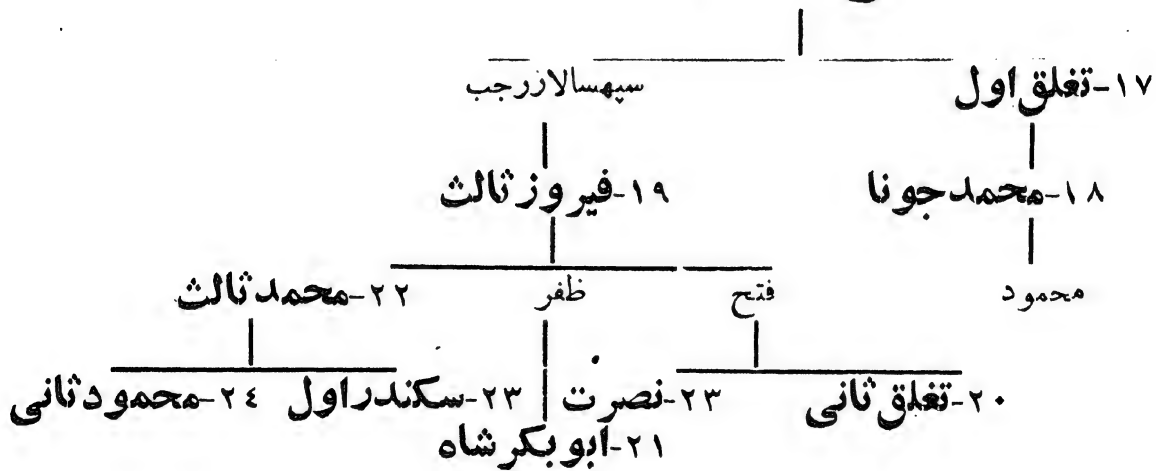 ۱۷-تغلق اول سپهسالار رجب
۱۸-محمد جونا ۱۹-فیروز ثالث
محمود فتح ظفر ۲۲-محمد ثالث
۲۰-تغلق ثانی ۲۳-نصرت ۲۳-سکندر اول ۲٤-محمود ثانی
۲۱-ابوبکر شاه